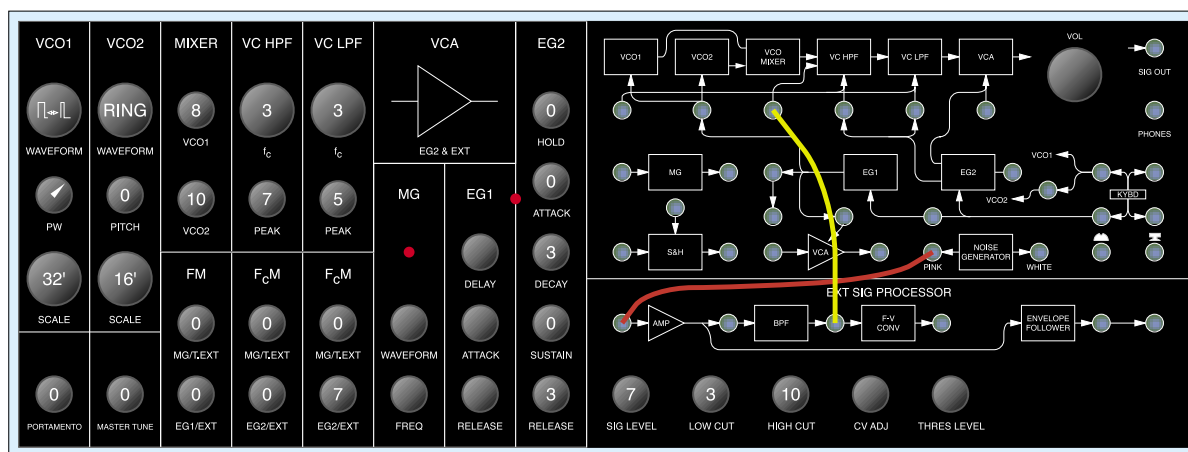 VCO1 VCO2 MIXER VC HPF VC LPF VCA EG2
RING 8 3 3 0
WAVEFORM WAVEFORM VCO1 fc fc EG2 & EXT HOLD
0 10 7 5 MG EG1 0
PW PITCH VCO2 PEAK PEAK ATTACK
32' 16' FM FcM FcM 3
SCALE SCALE DELAY DECAY
0 0 0 0
MG/T.EXT MG/T.EXT MG/T.EXT WAVEFORM ATTACK SUSTAIN
0 0 0 0 7 3
PORTAMENTO MASTER TUNE EG1/EXT EG2/EXT EG2/EXT FREQ RELEASE RELEASE
VOL
VCO1 VCO2 VCO MIXER VC HPF VC LPF VCA
SIG OUT
PHONES
MG EG1 EG2 VCO1
VCO2 KYBD
S&H VCA PINK NOISE GENERATOR WHITE
EXT SIG PROCESSOR
AMP BPF F-V CONV ENVELOPE FOLLOWER
7 3 10
SIG LEVEL LOW CUT HIGH CUT CV ADJ THRES LEVEL